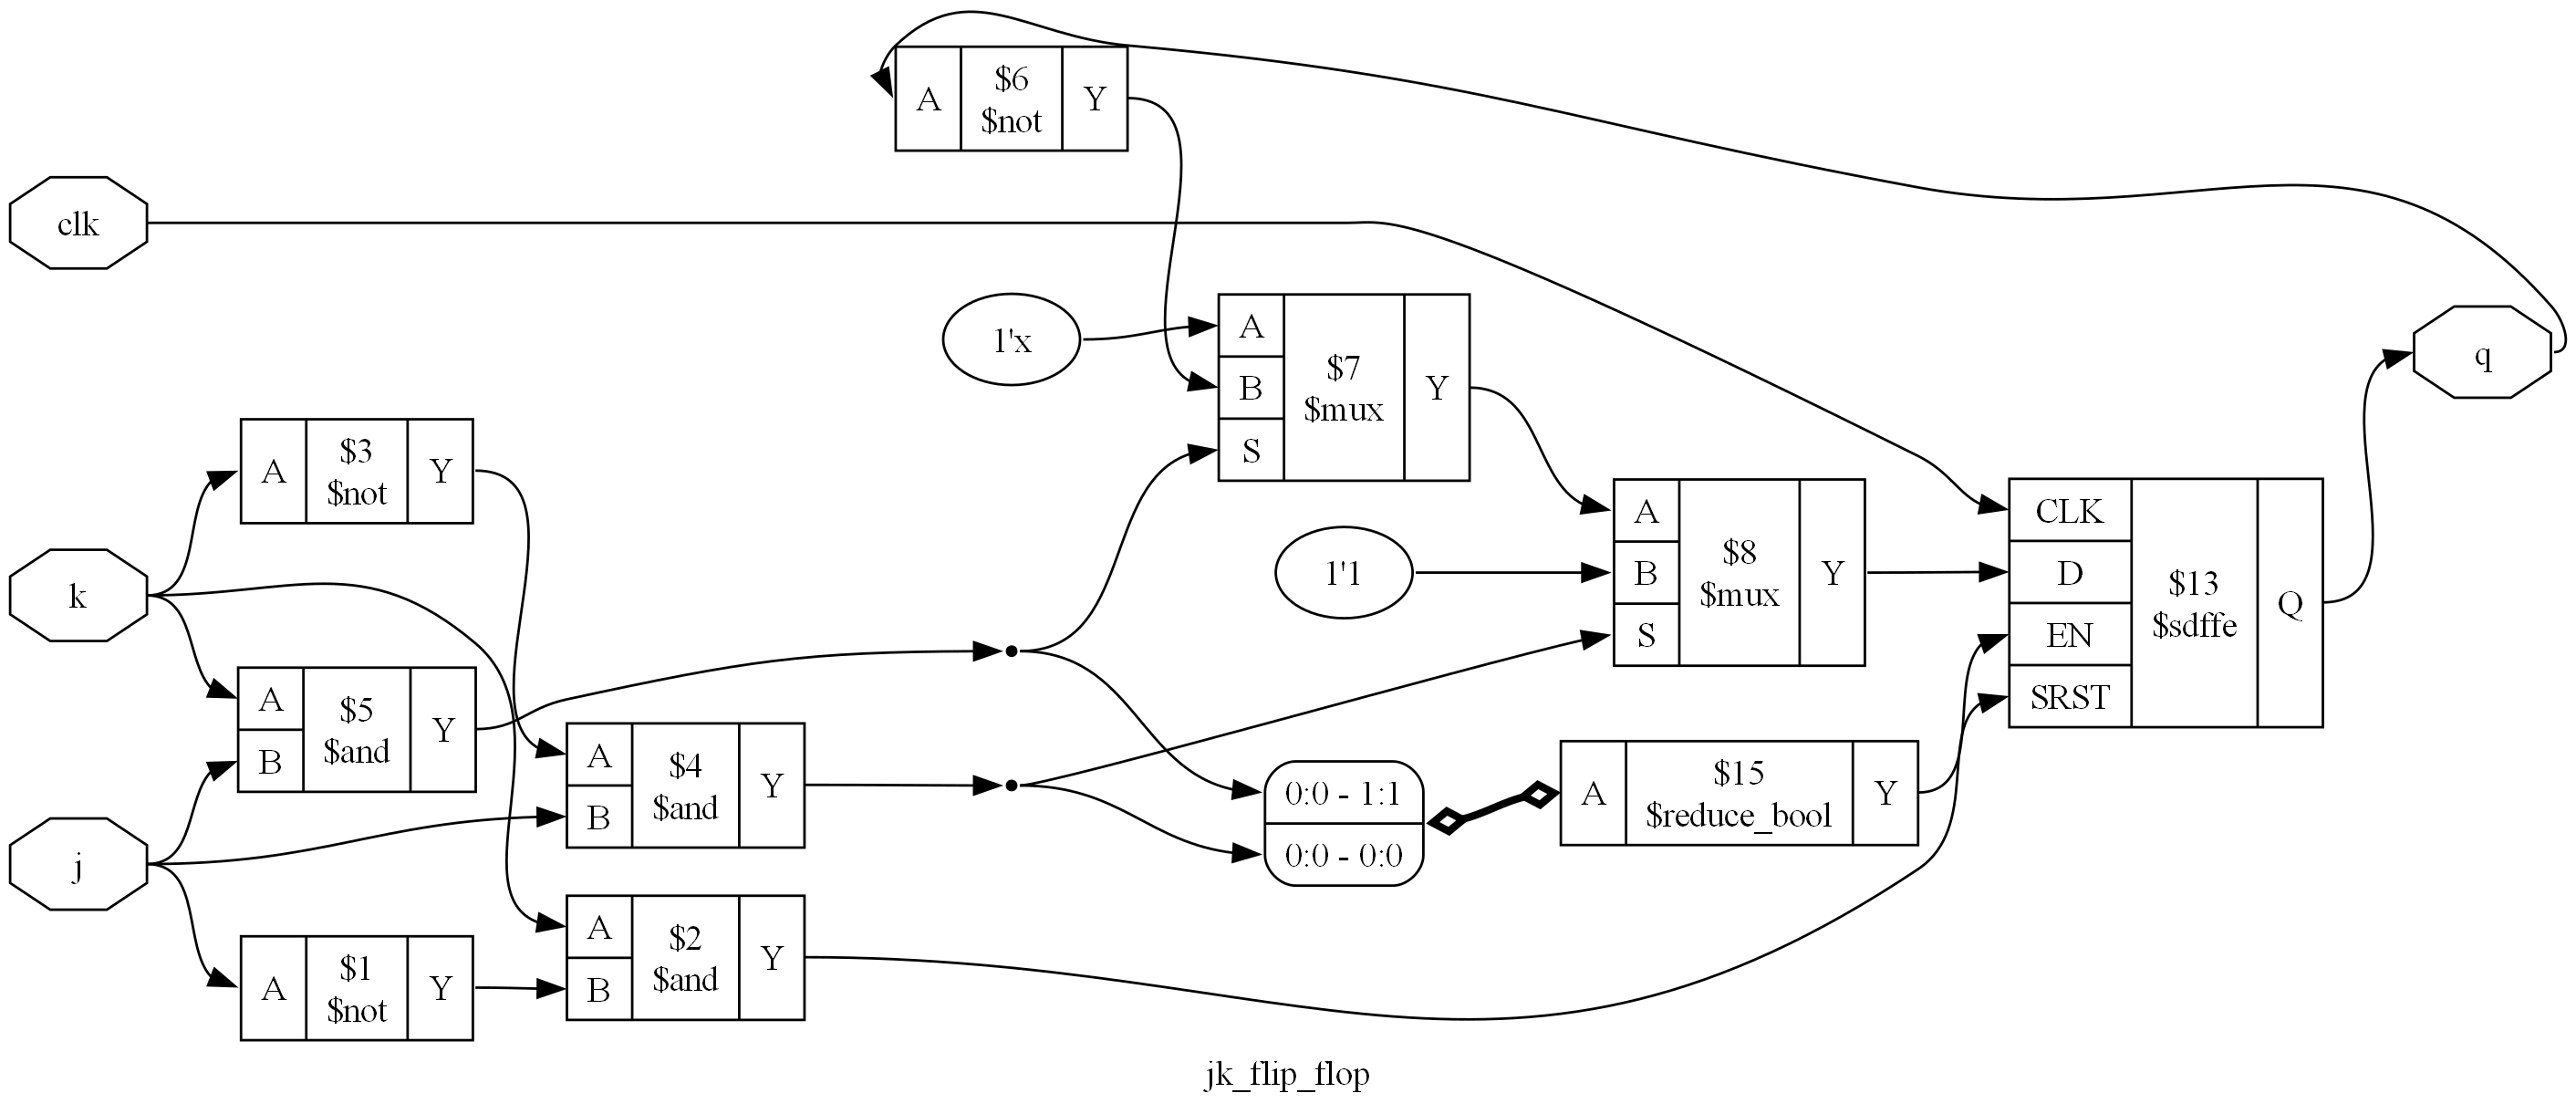 A
$6
$not
Y
clk
1'x
A
B
S
$7
$mux
Y
q
A
$3
$not
Y
k
1'1
A
B
S
$8
$mux
Y
CLK
D
EN
SRST
$13
$sdffe
Q
A
B
$5
$and
Y
A
B
$4
$and
Y
j
0:0 - 1:1
0:0 - 0:0
A
$15
$reduce_bool
Y
A
$1
$not
Y
A
B
$2
$and
Y
jk_flip_flop